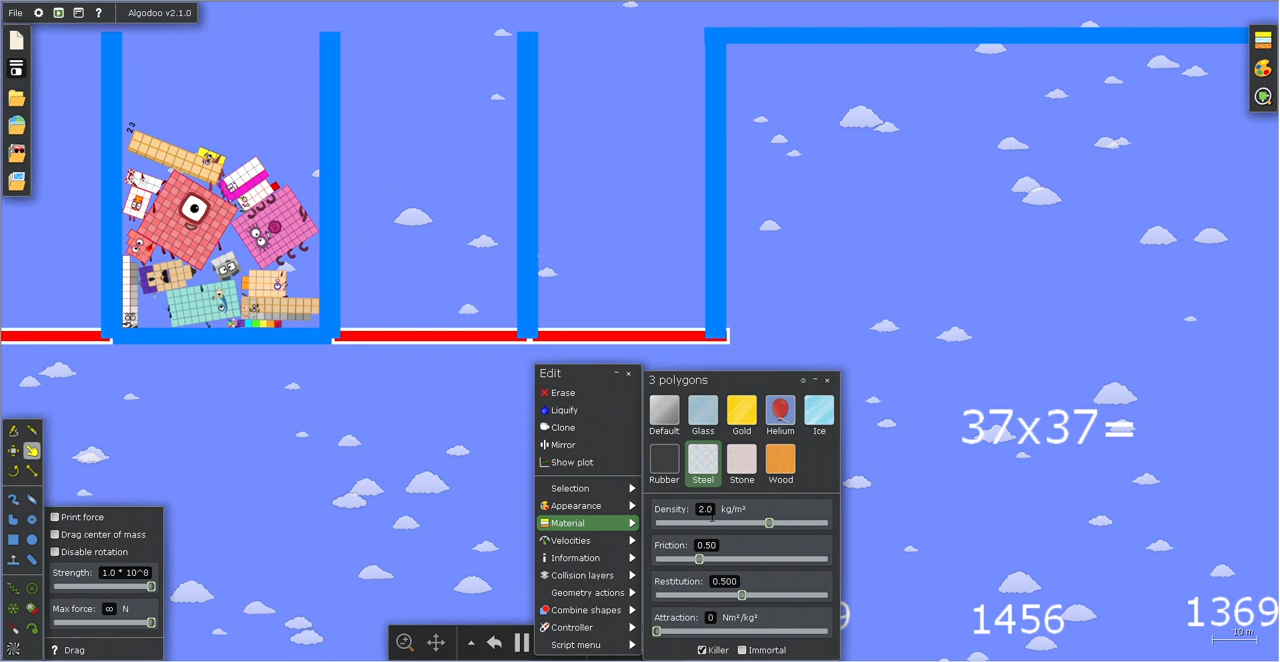 File ? Algodoo v2.1.0
23
37x37=
Edit
Erase
Liquify
Clone
Mirror
Show plot
Selection
Appearance
Material
Velocities
Information
Collision layers
Geometry actions
Combine shapes
Controller
Script menu
3 polygons
Default Glass Gold Helium Ice
Rubber Steel Stone Wood
Density: 2.0 kg/m²
Friction: 0.50
Restitution: 0.500
Attraction: 0 Nm²/kg²
Killer Immortal
Print force
Drag center of mass
Disable rotation
Strength: 1.0 * 10^8
Max force: ∞ N
? Drag
9 1456 1369
10 m